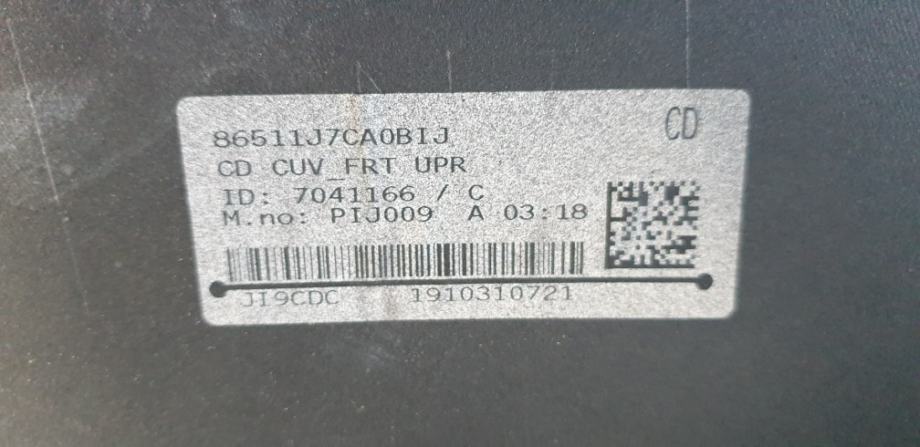 86511J7CA0BIJ
CD
CD CUV_FRT UPR
ID: 7041166 / C
M.no: PIJ009 A 03:18
JI9CDC 1910310721